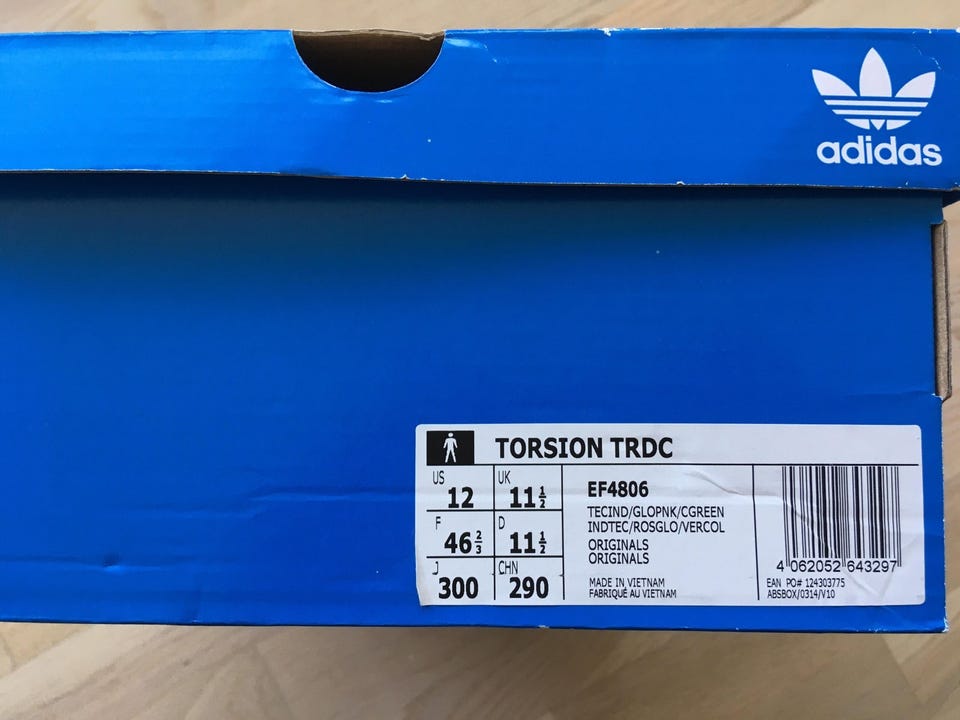 adidas
TORSION TRDC
US 12 UK 11 1/2
F 46 2/3 D 11 1/2
J 300 CHN 290
EF4806
TECIND/GLOPNK/CGREEN
INDTEC/ROSGLO/VERCOL
ORIGINALS
ORIGINALS
MADE IN VIETNAM
FABRIQUÉ AU VIETNAM
4 062052 643297
EAN PO# 124303775
ABSBOX/0314/V10